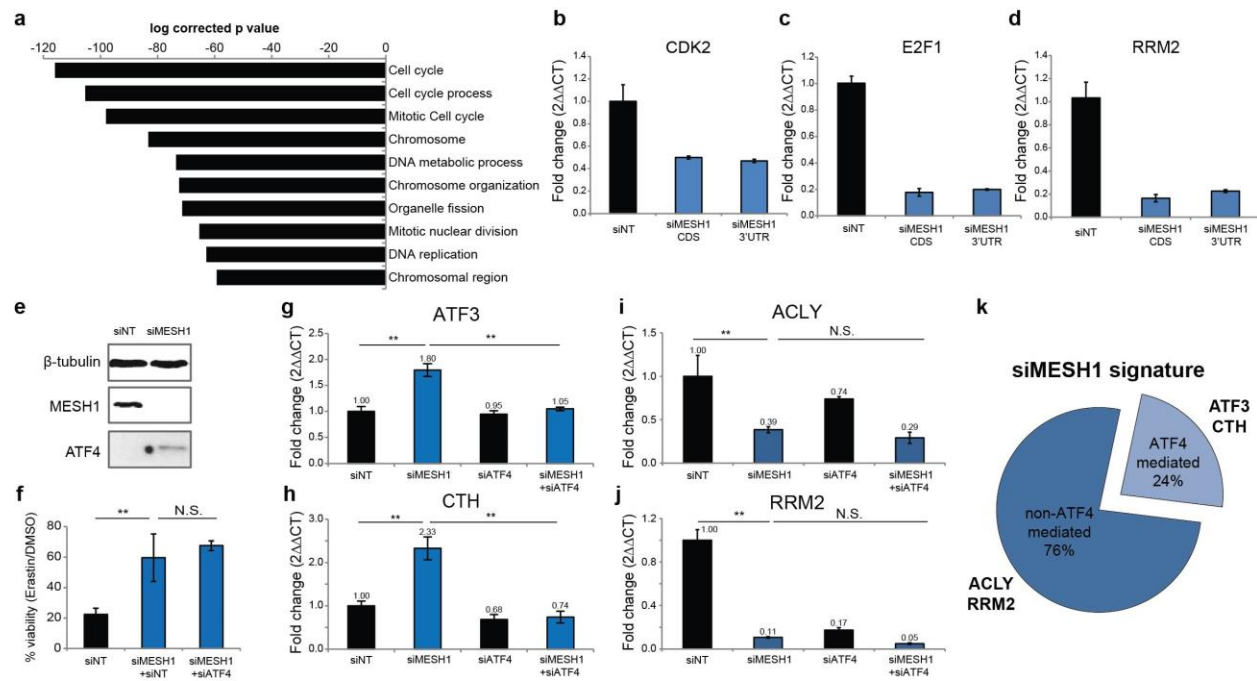 a
log corrected p value
-120 -100 -80 -60 -40 -20 0
Cell cycle
Cell cycle process
Mitotic Cell cycle
Chromosome
DNA metabolic process
Chromosome organization
Organelle fission
Mitotic nuclear division
DNA replication
Chromosomal region
b
CDK2
Fold change (2ΔΔCT)
1.4
1.2
1.0
0.8
0.6
0.4
0.2
0.0
siNT
siMESH1
CDS
siMESH1
3'UTR
c
E2F1
Fold change (2ΔΔCT)
1.2
1.0
0.8
0.6
0.4
0.2
0.0
siNT
siMESH1
CDS
siMESH1
3'UTR
d
RRM2
Fold change (2ΔΔCT)
1.4
1.2
1.0
0.8
0.6
0.4
0.2
0.0
siNT
siMESH1
CDS
siMESH1
3'UTR
e
siNT siMESH1
β-tubulin
MESH1
ATF4
f
% viability (Erastin/DMSO)
80
60
40
20
0
** N.S.
siNT
siMESH1
+siNT
siMESH1
+siATF4
g
ATF3
Fold change (2ΔΔCT)
2.5
2.0
1.5
1.0
0.5
0.0
** **
1.00
1.80
0.95
1.05
siNT
siMESH1
siATF4
siMESH1
+siATF4
h
CTH
Fold change (2ΔΔCT)
3.0
2.0
1.0
0.0
** **
1.00
2.33
0.68
0.74
siNT
siMESH1
siATF4
siMESH1
+siATF4
i
ACLY
Fold change (2ΔΔCT)
1.5
1.0
0.5
0.0
** N.S.
1.00
0.39
0.74
0.29
siNT
siMESH1
siATF4
siMESH1
+siATF4
j
RRM2
Fold change (2ΔΔCT)
1.2
0.8
0.4
0.0
** N.S.
1.00
0.11
0.17
0.05
siNT
siMESH1
siATF4
siMESH1
+siATF4
k
siMESH1 signature
ATF3
CTH
ATF4
mediated
24%
non-ATF4
mediated
76%
ACLY
RRM2